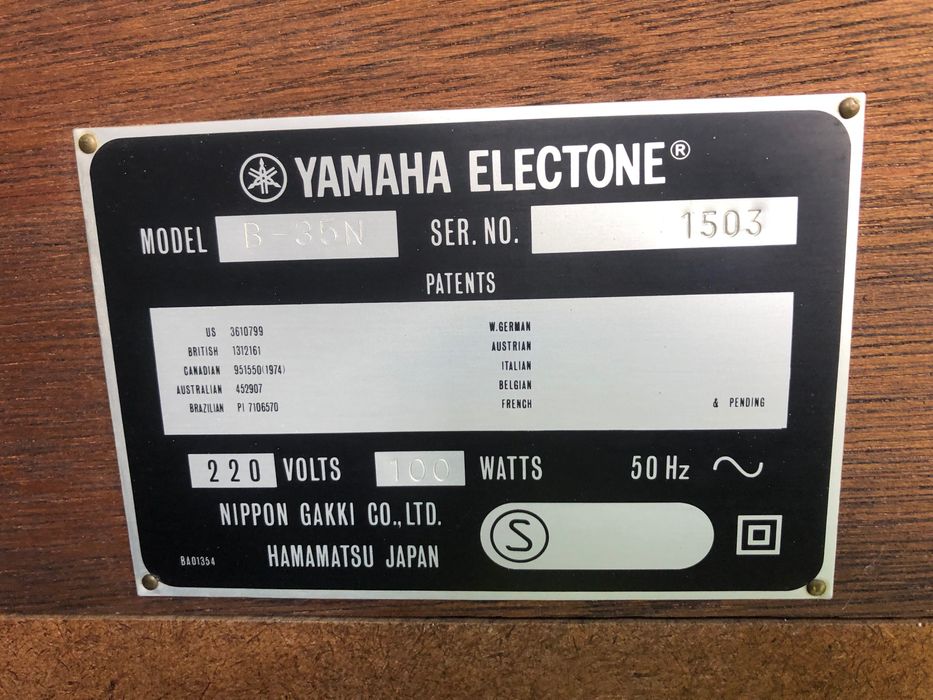 YAMAHA ELECTONE®
MODEL B-35N SER. NO. 1503
PATENTS
US 3610799 W.GERMAN
BRITISH 1312161 AUSTRIAN
CANADIAN 951550(1974) ITALIAN
AUSTRALIAN 452907 BELGIAN
BRAZILIAN PI 7106570 FRENCH & PENDING
220 VOLTS 100 WATTS 50 Hz
NIPPON GAKKI CO.,LTD.
S
BA01354 HAMAMATSU JAPAN